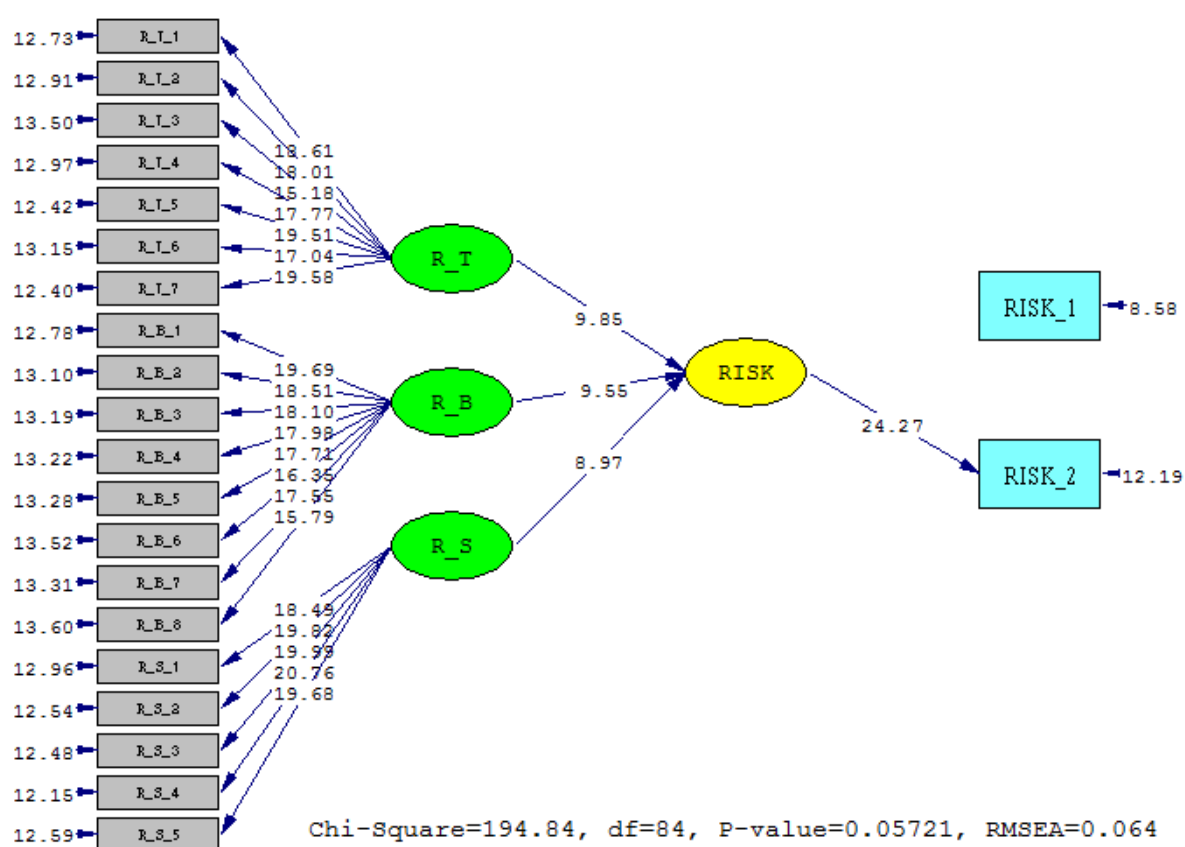 12.73 R_T_1
12.91 R_T_2
13.50 R_T_3
12.97 R_T_4
12.42 R_T_5
13.15 R_T_6
12.40 R_T_7
12.78 R_B_1
13.10 R_B_2
13.19 R_B_3
13.22 R_B_4
13.28 R_B_5
13.52 R_B_6
13.31 R_B_7
13.60 R_B_8
12.96 R_S_1
12.54 R_S_2
12.48 R_S_3
12.15 R_S_4
12.59 R_S_5
18.61
18.01
15.18
17.77
19.51
17.04
19.58
19.69
18.51
18.10
17.98
17.71
16.35
17.55
15.79
18.49
19.82
19.99
20.76
19.68
R_T
R_B
R_S
9.85
9.55
8.97
RISK
24.27
RISK_1 8.58
RISK_2 12.19
Chi-Square=194.84, df=84, P-value=0.05721, RMSEA=0.064